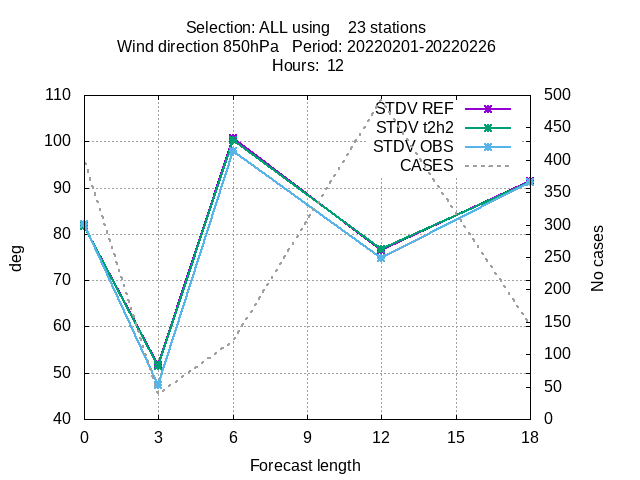 Selection: ALL using 23 stations
Wind direction 850hPa Period: 20220201-20220226
Hours: 12
110
100
90
80
70
60
50
40
deg
STDV REF
STDV t2h2
STDV OBS
CASES
500
450
400
350
300
250
200
150
100
50
0
No cases
0 3 6 9 12 15 18
Forecast length